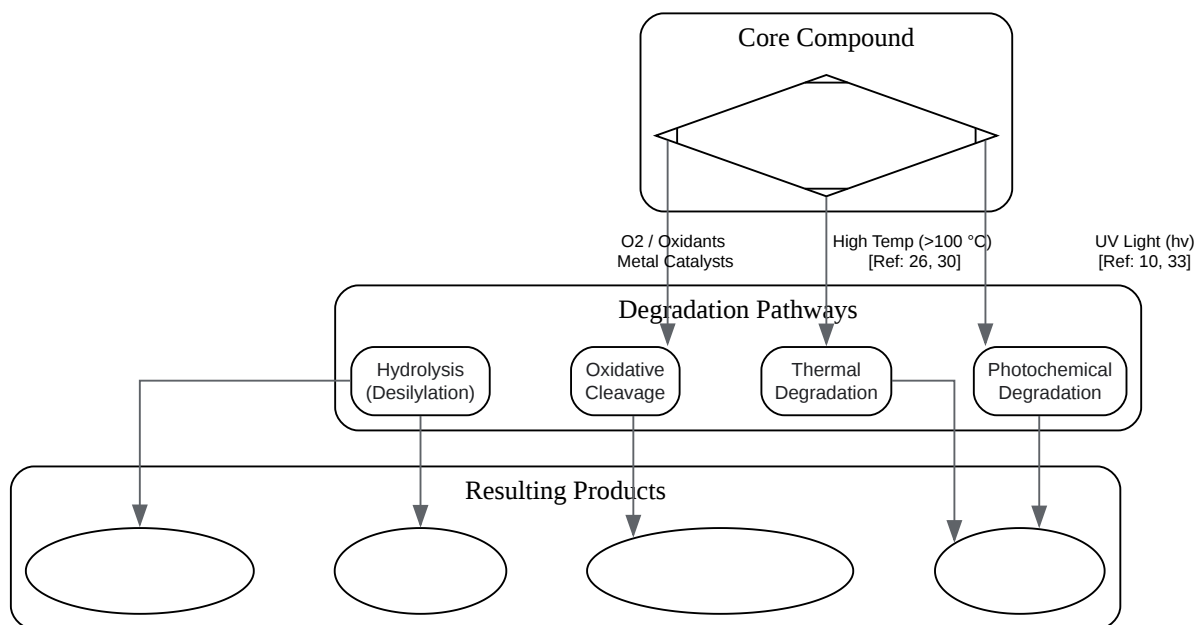 Core Compound
O2 / Oxidants
Metal Catalysts
High Temp (>100 °C)
[Ref: 26, 30]
UV Light (hv)
[Ref: 10, 33]
Degradation Pathways
Hydrolysis
(Desilylation)
Oxidative
Cleavage
Thermal
Degradation
Photochemical
Degradation
Resulting Products